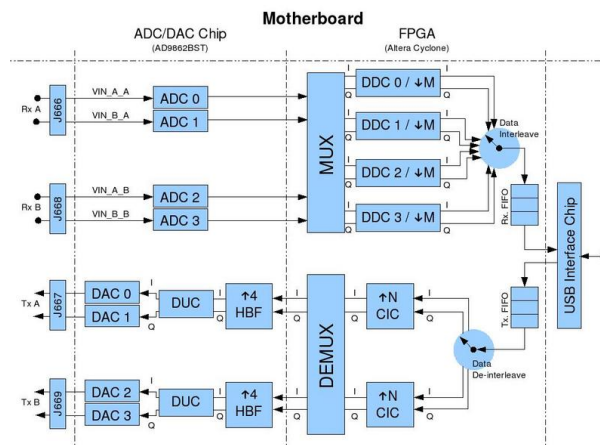 Motherboard
ADC/DAC Chip
(AD9862BST)
FPGA
(Altera Cyclone)
Rx A
J666
VIN_A_A
VIN_B_A
ADC 0
ADC 1
Rx B
J668
VIN_A_B
VIN_B_B
ADC 2
ADC 3
MUX
I
DDC 0 / ↓M
Q
I
DDC 1 / ↓M
Q
I
DDC 2 / ↓M
Q
I
DDC 3 / ↓M
Q
I
Q
I
Q
Data
Interleave
Rx. FIFO
USB Interface Chip
Tx. FIFO
Data
De-interleave
Tx A
J667
DAC 0
DAC 1
I
Q
DUC
I
Q
↑4
HBF
I
Q
DEMUX
I
Q
↑N
CIC
I
Q
Tx B
J669
DAC 2
DAC 3
I
Q
DUC
I
Q
↑4
HBF
I
Q
I
Q
↑N
CIC
I
Q